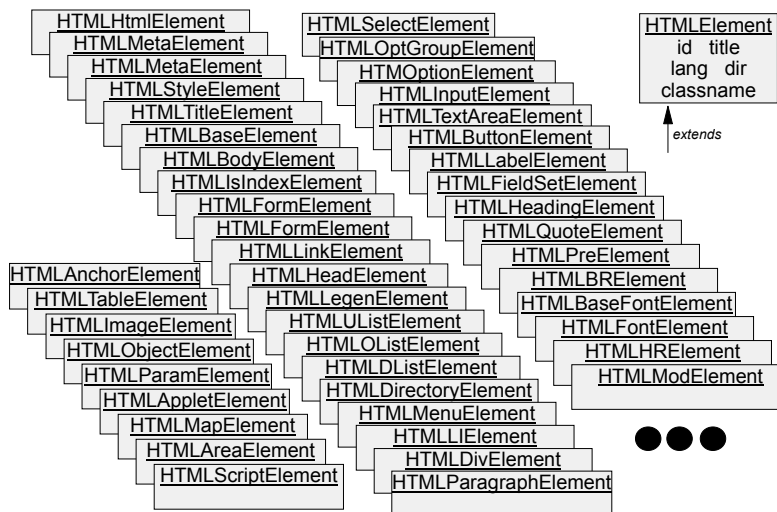 HTMLHtmlElement
HTMLMetaElement
HTMLMetaElement
HTMLStyleElement
HTMLTitleElement
HTMLBaseElement
HTMLBodyElement
HTMLIsIndexElement
HTMLFormElement
HTMLFormElement
HTMLLinkElement
HTMLHeadElement
HTMLLegenElement
HTMLUListElement
HTMLOListElement
HTMLDListElement
HTMLDirectoryElement
HTMLMenuElement
HTMLLIElement
HTMLDivElement
HTMLParagraphElement
HTMLAnchorElement
HTMLTableElement
HTMLImageElement
HTMLObjectElement
HTMLParamElement
HTMLAppletElement
HTMLMapElement
HTMLAreaElement
HTMLScriptElement
HTMLSelectElement
HTMLOptGroupElement
HTMOptionElement
HTMLInputElement
HTMLTextAreaElement
HTMLButtonElement
HTMLLabelElement
HTMLFieldSetElement
HTMLHeadingElement
HTMLQuoteElement
HTMLPreElement
HTMLBRElement
HTMLBaseFontElement
HTMLFontElement
HTMLHRElement
HTMLModElement
HTMLElement
id title
lang dir
classname
extends